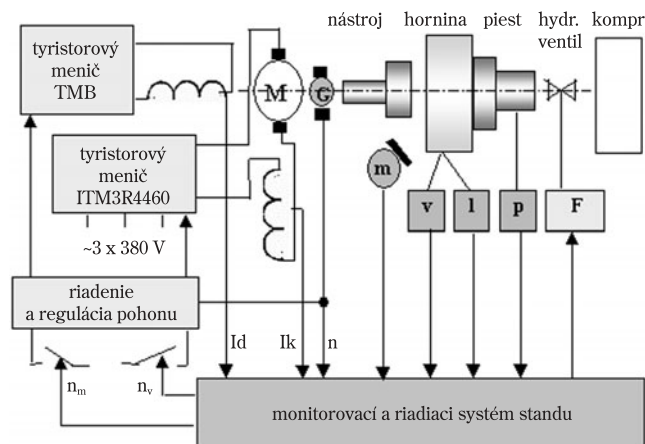 nástroj hornina piest hydr. kompr
ventil
tyristorový
menič
TMB
M
G
tyristorový
menič
ITM3R4460
m
v l p F
~3 x 380 V
riadenie
a regulácia pohonu
Id Ik n
nm nv
monitorovací a riadiaci systém standu